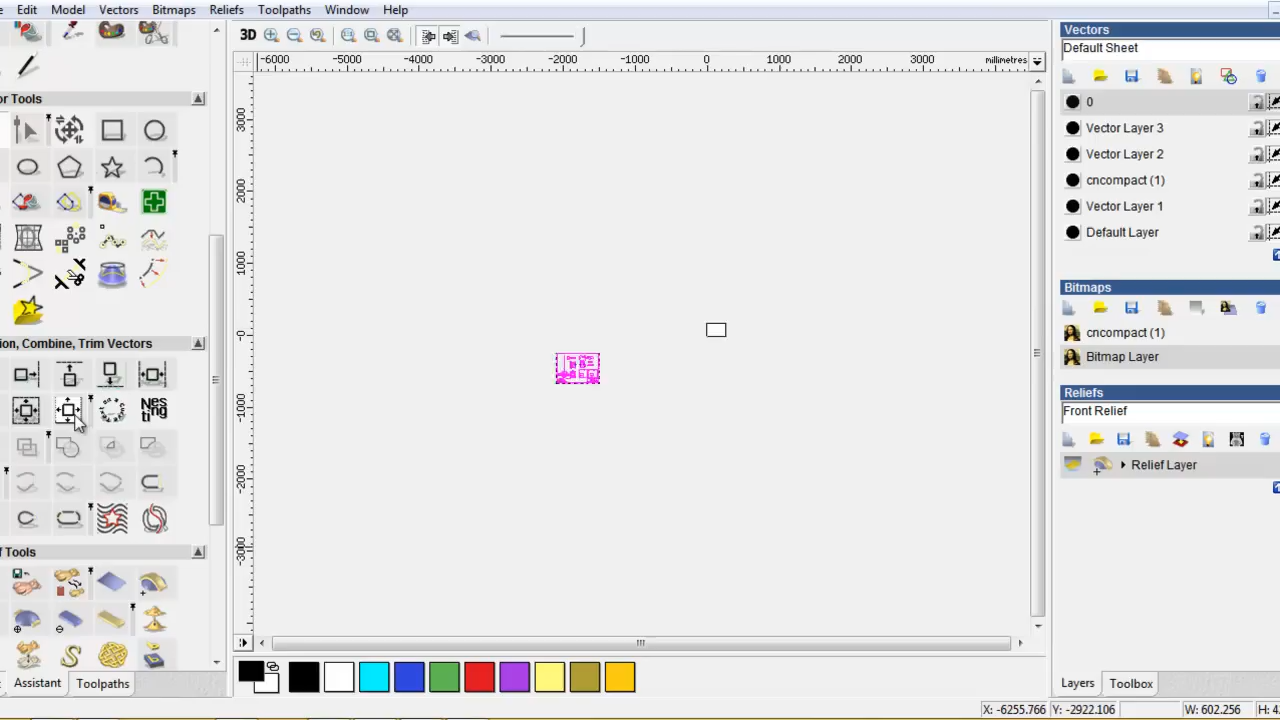 Edit Model Vectors Bitmaps Reliefs Toolpaths Window Help
3D
-6000 -5000 -4000 -3000 -2000 -1000 0 1000 2000 3000 millimetres
3000
2000
1000
-0
-1000
-2000
-3000
or Tools
ion, Combine, Trim Vectors
Nes
ting
f Tools
Assistant Toolpaths
Vectors
Default Sheet
0
Vector Layer 3
Vector Layer 2
cncompact (1)
Vector Layer 1
Default Layer
Bitmaps
cncompact (1)
Bitmap Layer
Reliefs
Front Relief
Relief Layer
Layers Toolbox
X: -6255.766 Y: -2922.106 W: 602.256 H: 4